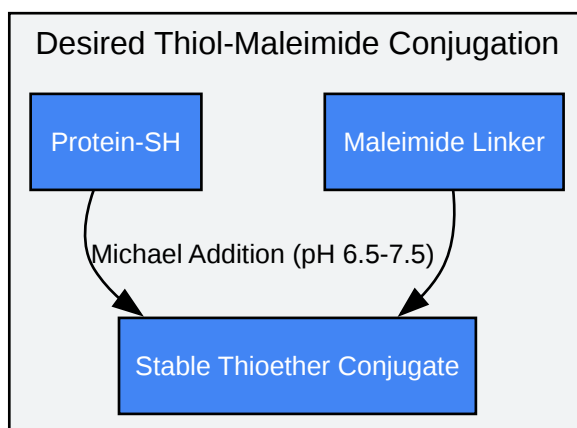 Desired Thiol-Maleimide Conjugation
Protein-SH
Maleimide Linker
Michael Addition (pH 6.5-7.5)
Stable Thioether Conjugate